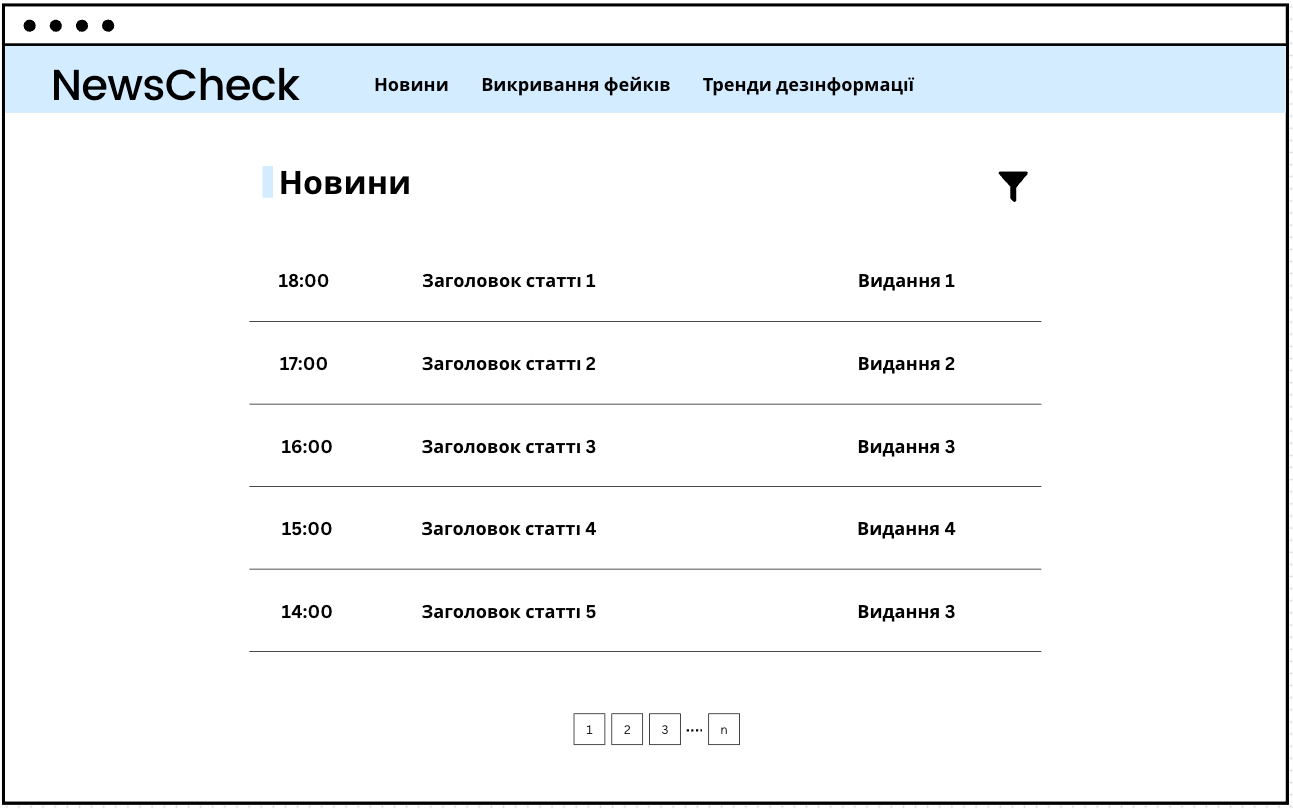 NewsCheck Новини Викривання фейків Тренди дезінформації
Новини
18:00 Заголовок статті 1 Видання 1
17:00 Заголовок статті 2 Видання 2
16:00 Заголовок статті 3 Видання 3
15:00 Заголовок статті 4 Видання 4
14:00 Заголовок статті 5 Видання 3
1 2 3 .... n